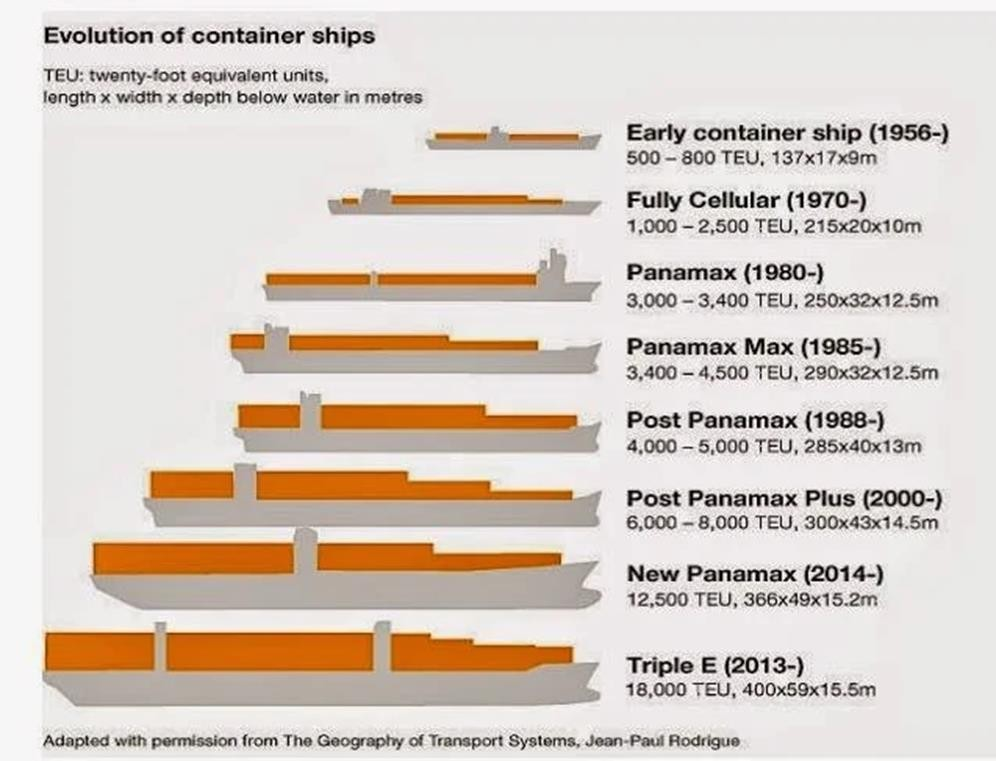 Evolution of container ships
TEU: twenty-foot equivalent units,
length x width x depth below water in metres
Early container ship (1956-)
500 – 800 TEU, 137x17x9m
Fully Cellular (1970-)
1,000 – 2,500 TEU, 215x20x10m
Panamax (1980-)
3,000 – 3,400 TEU, 250x32x12.5m
Panamax Max (1985-)
3,400 – 4,500 TEU, 290x32x12.5m
Post Panamax (1988-)
4,000 – 5,000 TEU, 285x40x13m
Post Panamax Plus (2000-)
6,000 – 8,000 TEU, 300x43x14.5m
New Panamax (2014-)
12,500 TEU, 366x49x15.2m
Triple E (2013-)
18,000 TEU, 400x59x15.5m
Adapted with permission from The Geography of Transport Systems, Jean-Paul Rodrigue